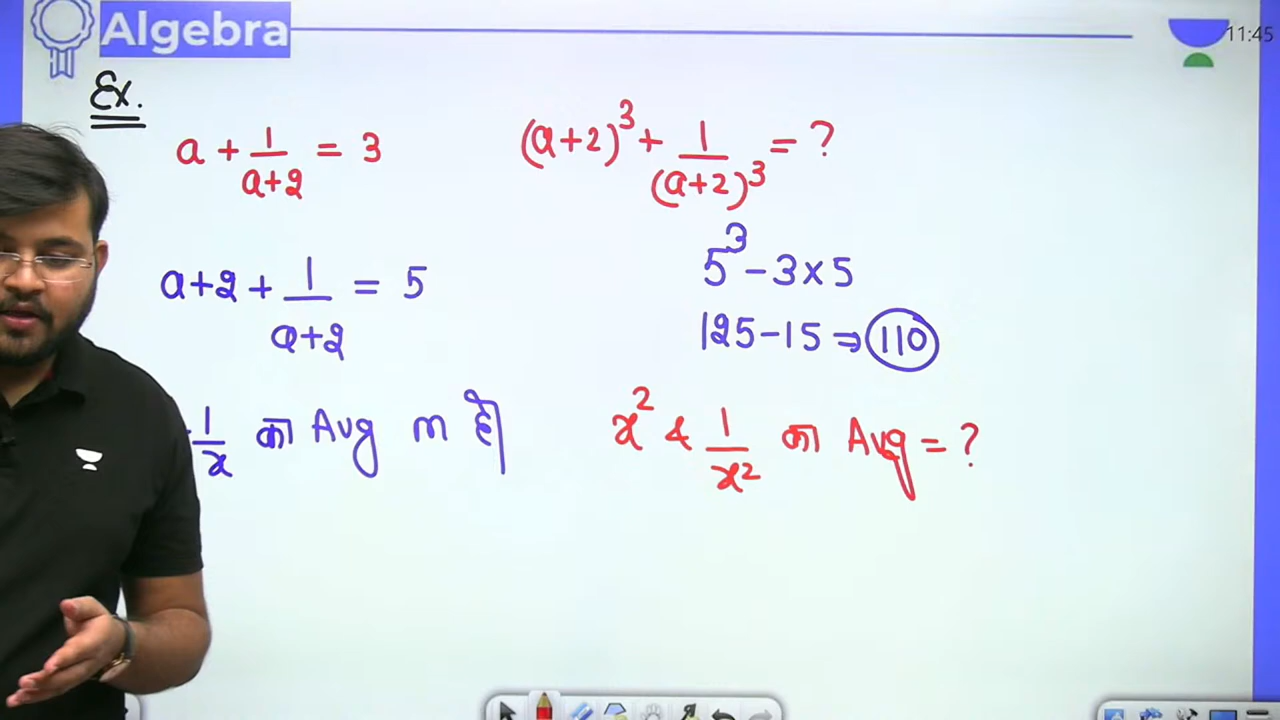 Algebra
11:45
Ex.
a + 1/(a+2) = 3
(a+2)³ + 1/(a+2)³ = ?
a+2 + 1/(a+2) = 5
5³ - 3×5
125-15 ⇒ 110
1/x का Avg m है|
x² & 1/x² का Avg = ?